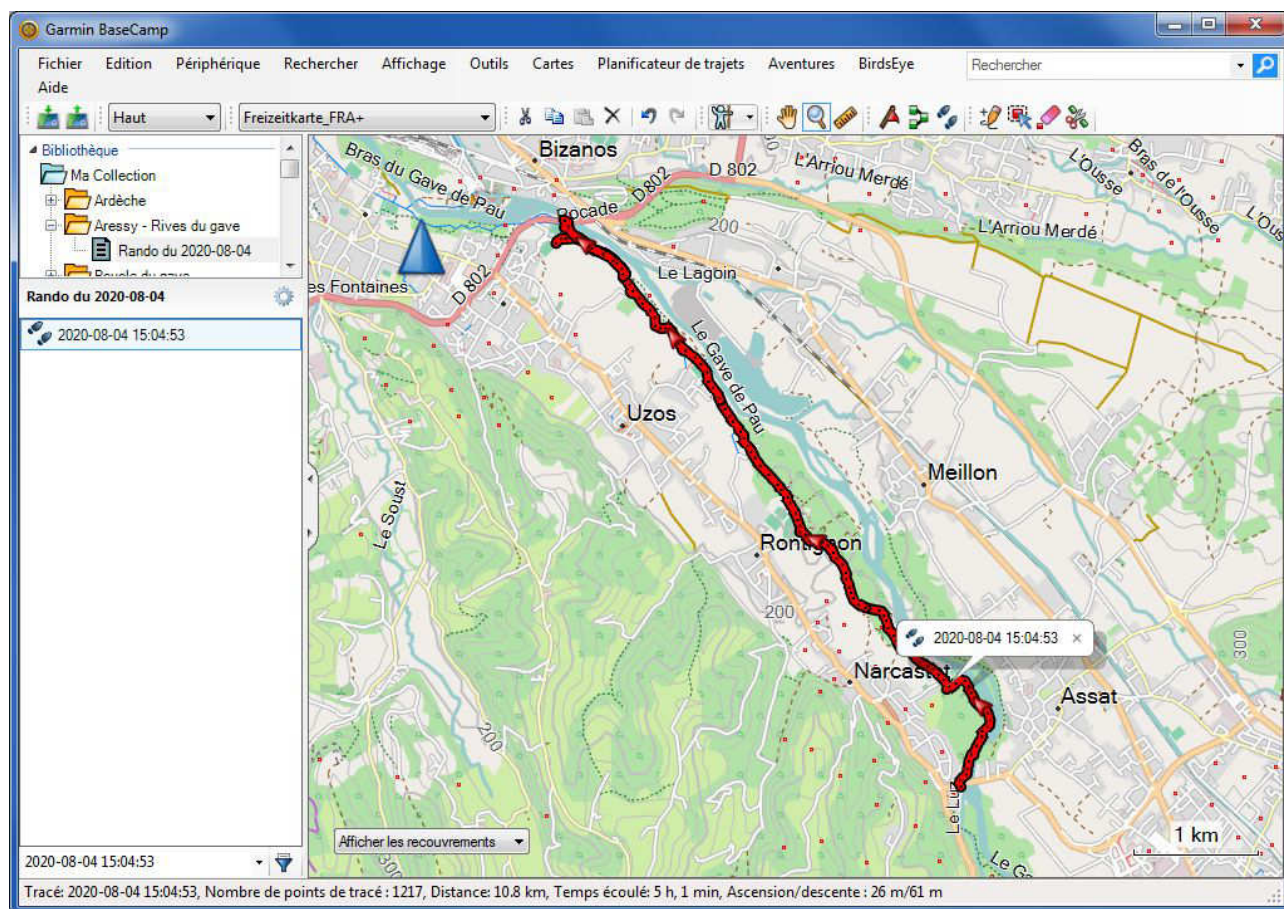 Garmin BaseCamp
Fichier Edition Périphérique Rechercher Affichage Outils Cartes Planificateur de trajets Aventures BirdsEye Rechercher
Aide
Haut Freizeitkarte_FRA+
Bibliothèque
Ma Collection
Ardèche
Aressy - Rives du gave
Rando du 2020-08-04
Rando du 2020-08-04
2020-08-04 15:04:53
Bizanos
Bras du Gave de Pau
D 802
D 802
L'Arriou Merdé
L'Ousse
Bras de l'Ousse
L'Ous
Rocade
200
L'Arriou Merdé
Le Lagoin
es Fontaines
D 802
Le Gave de Pau
Uzos
Meillon
Le Soust
Rontignon
200
2020-08-04 15:04:53
Narcastet
300
Assat
200
Le Luz
Afficher les recouvrements
1 km
300
Le G
2020-08-04 15:04:53
Tracé: 2020-08-04 15:04:53, Nombre de points de tracé : 1217, Distance: 10.8 km, Temps écoulé: 5 h, 1 min, Ascension/descente : 26 m/61 m